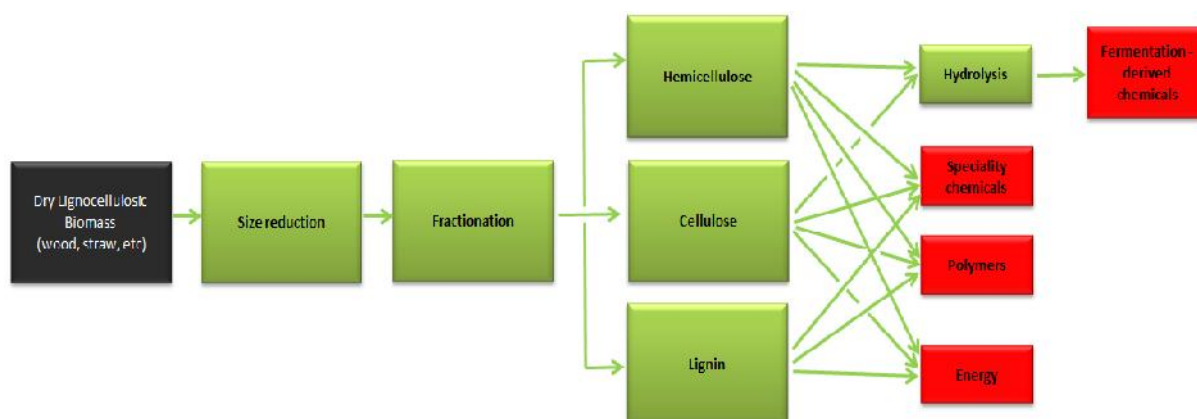 Dry Lignocellulosic
Biomass
(wood, straw, etc)
Size reduction
Fractionation
Hemicellulose
Cellulose
Lignin
Hydrolysis
Fermentation -
derived
chemicals
Speciality
chemicals
Polymers
Energy